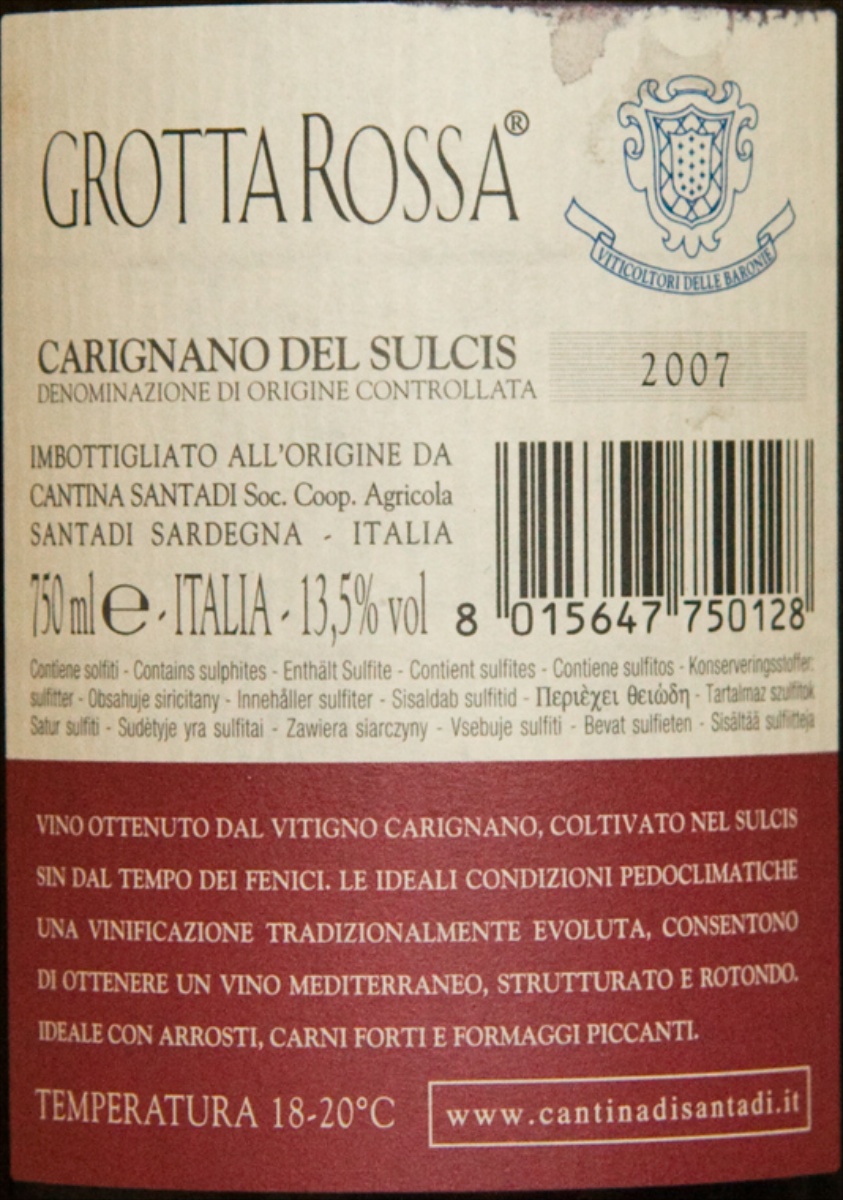 GROTTA ROSSA®
VITICOLTORI DELLE BARONIE
CARIGNANO DEL SULCIS
DENOMINAZIONE DI ORIGINE CONTROLLATA
2007
IMBOTTIGLIATO ALL'ORIGINE DA
CANTINA SANTADI Soc. Coop. Agricola
SANTADI SARDEGNA - ITALIA
750 ml e - ITALIA - 13,5% vol
8 015647 750128
Contiene solfiti - Contains sulphites - Enthält Sulfite - Contient sulfites - Contiene sulfitos - Konserveringsstoffer:
sulfitter - Obsahuje siricitany - Innehåller sulfiter - Sisaldab sulfitid - Περιέχει θειώδη - Tartalmaz szulfitok
Satur sulfiti - Sudėtyje yra sulfitai - Zawiera siarczyny - Vsebuje sulfiti - Bevat sulfieten - Sisältää sulfiitteja
VINO OTTENUTO DAL VITIGNO CARIGNANO, COLTIVATO NEL SULCIS
SIN DAL TEMPO DEI FENICI. LE IDEALI CONDIZIONI PEDOCLIMATICHE
UNA VINIFICAZIONE TRADIZIONALMENTE EVOLUTA, CONSENTONO
DI OTTENERE UN VINO MEDITERRANEO, STRUTTURATO E ROTONDO.
IDEALE CON ARROSTI, CARNI FORTI E FORMAGGI PICCANTI.
TEMPERATURA 18-20°C
www.cantinadisantadi.it